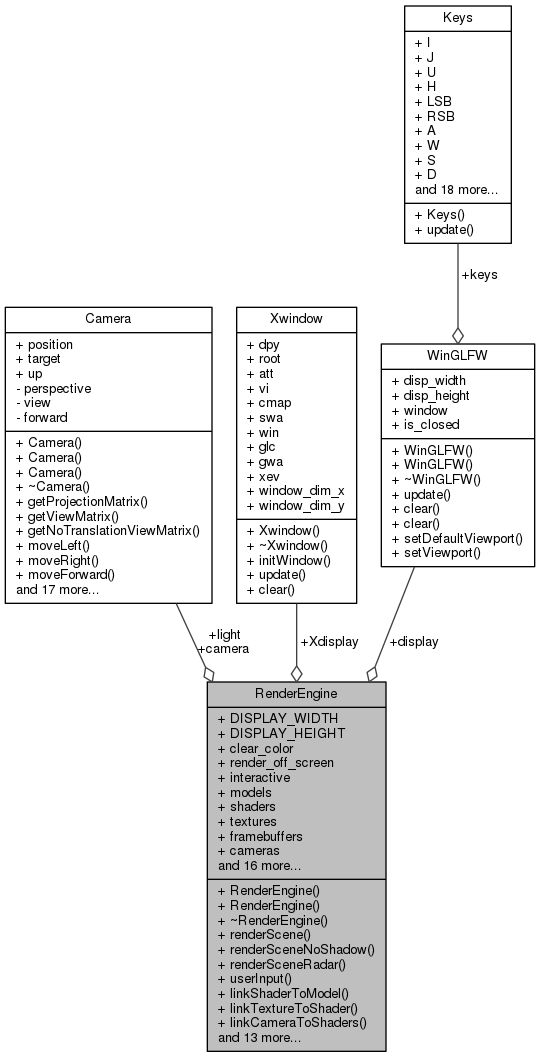 Keys
+ I
+ J
+ U
+ H
+ LSB
+ RSB
+ A
+ W
+ S
+ D
and 18 more...
+ Keys()
+ update()
+keys
Camera
+ position
+ target
+ up
- perspective
- view
- forward
+ Camera()
+ Camera()
+ Camera()
+ ~Camera()
+ getProjectionMatrix()
+ getViewMatrix()
+ getNoTranslationViewMatrix()
+ moveLeft()
+ moveRight()
+ moveForward()
and 17 more...
Xwindow
+ dpy
+ root
+ att
+ vi
+ cmap
+ swa
+ win
+ glc
+ gwa
+ xev
+ window_dim_x
+ window_dim_y
+ Xwindow()
+ ~Xwindow()
+ initWindow()
+ update()
+ clear()
WinGLFW
+ disp_width
+ disp_height
+ window
+ is_closed
+ WinGLFW()
+ WinGLFW()
+ ~WinGLFW()
+ update()
+ clear()
+ clear()
+ setDefaultViewport()
+ setViewport()
+light
+camera
+Xdisplay
+display
RenderEngine
+ DISPLAY_WIDTH
+ DISPLAY_HEIGHT
+ clear_color
+ render_off_screen
+ interactive
+ models
+ shaders
+ textures
+ framebuffers
+ cameras
and 16 more...
+ RenderEngine()
+ RenderEngine()
+ ~RenderEngine()
+ renderScene()
+ renderSceneNoShadow()
+ renderSceneRadar()
+ userInput()
+ linkShaderToModel()
+ linkTextureToShader()
+ linkCameraToShaders()
and 13 more...